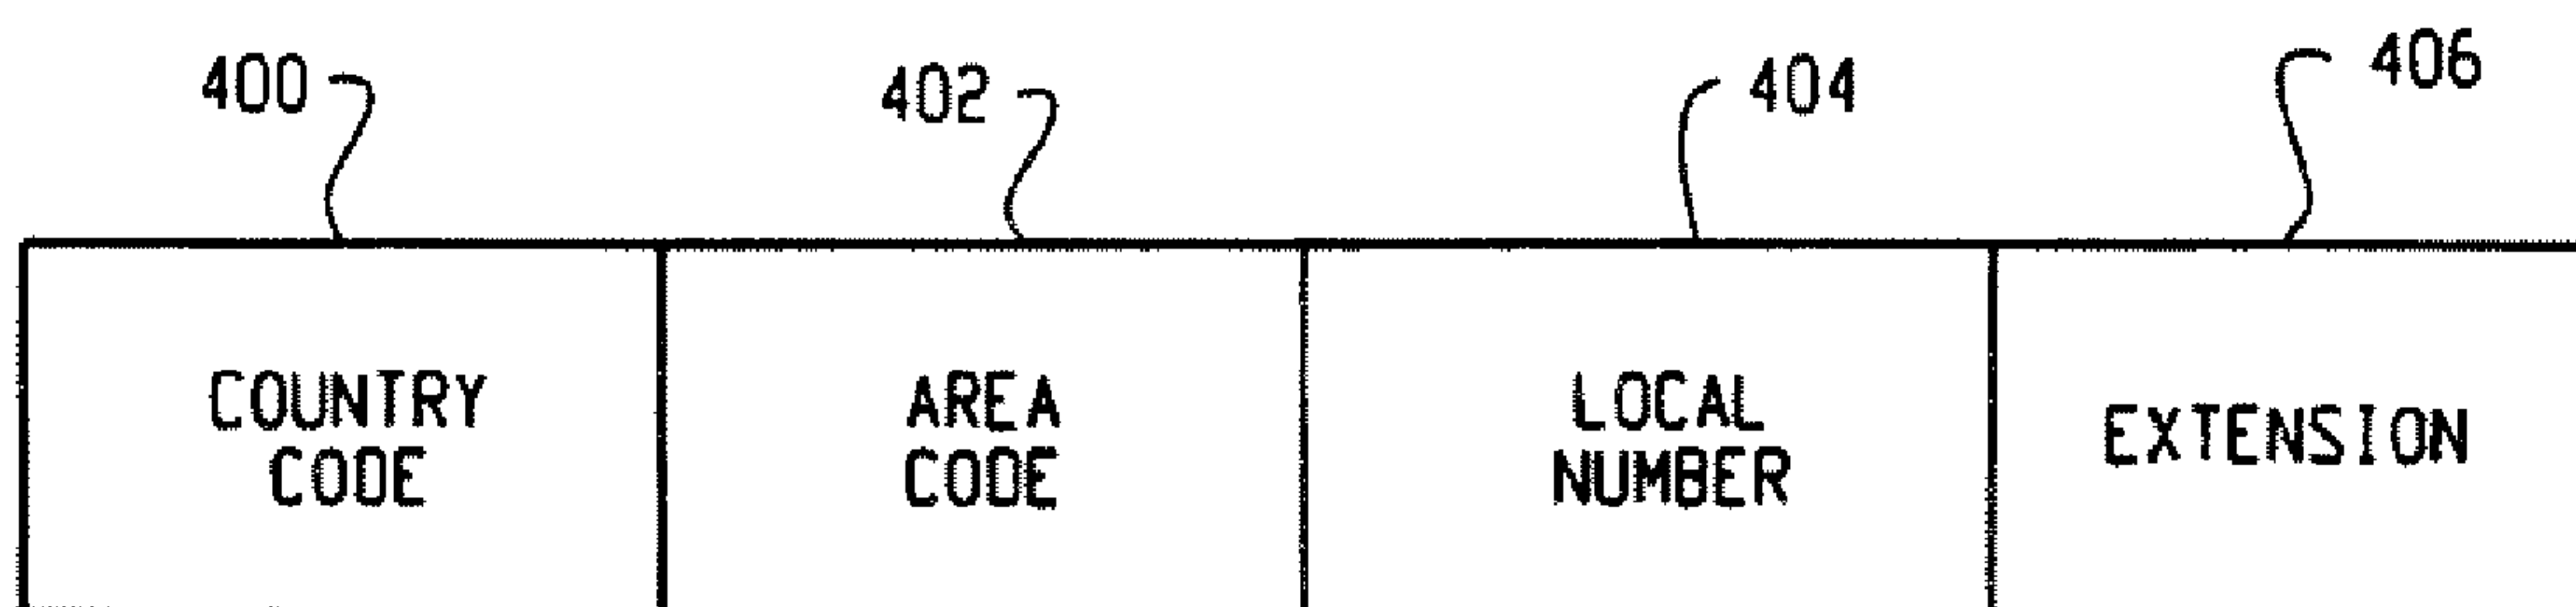 400 402 404 406
COUNTRY CODE
AREA CODE
LOCAL NUMBER
EXTENSION